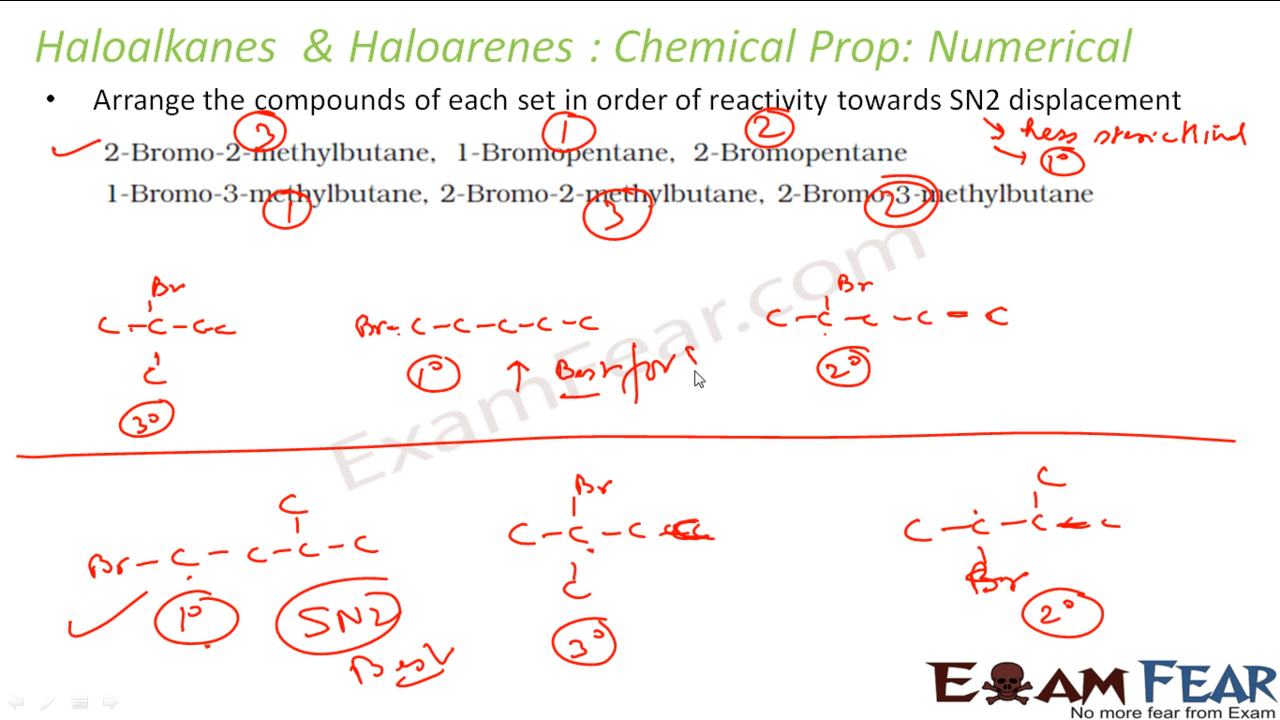 Haloalkanes & Haloarenes : Chemical Prop: Numerical
• Arrange the compounds of each set in order of reactivity towards SN2 displacement
3 1 2 Less steric Hind
2-Bromo-2-methylbutane, 1-Bromopentane, 2-Bromopentane
1°
1-Bromo-3-methylbutane, 2-Bromo-2-methylbutane, 2-Bromo-3-methylbutane
1 3 2
Br Br
C-C-C-C Br-C-C-C-C-C C-C-C-C-C
C
3° 1° ↑ Best for 2°
ExamFear.com
C Br C
Br-C-C-C-C C-C-C-C C-C-C-C
C Br
1° SN2 3° 2°
Best
EXAM FEAR
No more fear from Exam